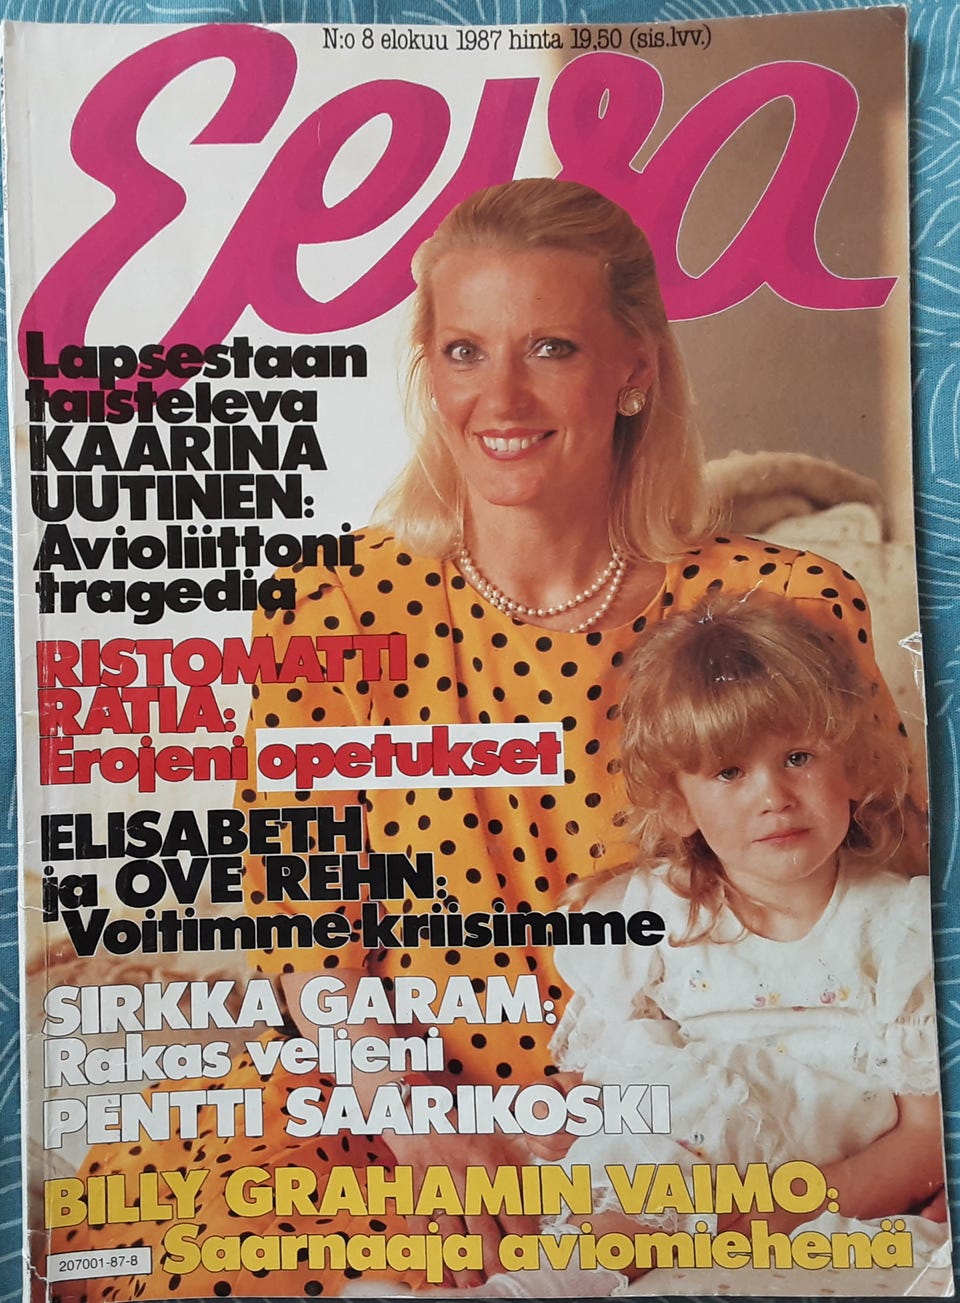 N:o 8 elokuu 1987 hinta 19,50 (sis.lvv.)
Eeva
Lapsestaan
taisteleva
KAARINA
UUTINEN:
Avioliittoni
tragedia
RISTOMATTI
RATIA:
Erojeni opetukset
ELISABETH
ja OVE REHN:
Voitimme kriisimme
SIRKKA GARAM:
Rakas veljeni
PENTTI SAARIKOSKI
BILLY GRAHAMIN VAIMO:
Saarnaaja aviomiehenä
207001-87-8